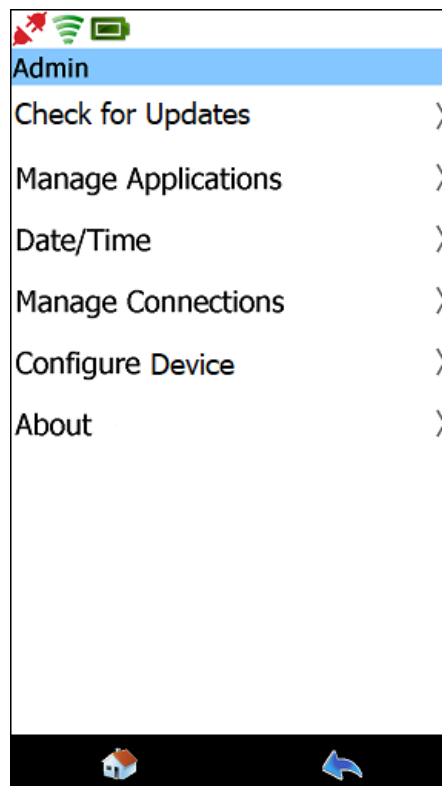 Admin
Check for Updates
Manage Applications
Date/Time
Manage Connections
Configure Device
About